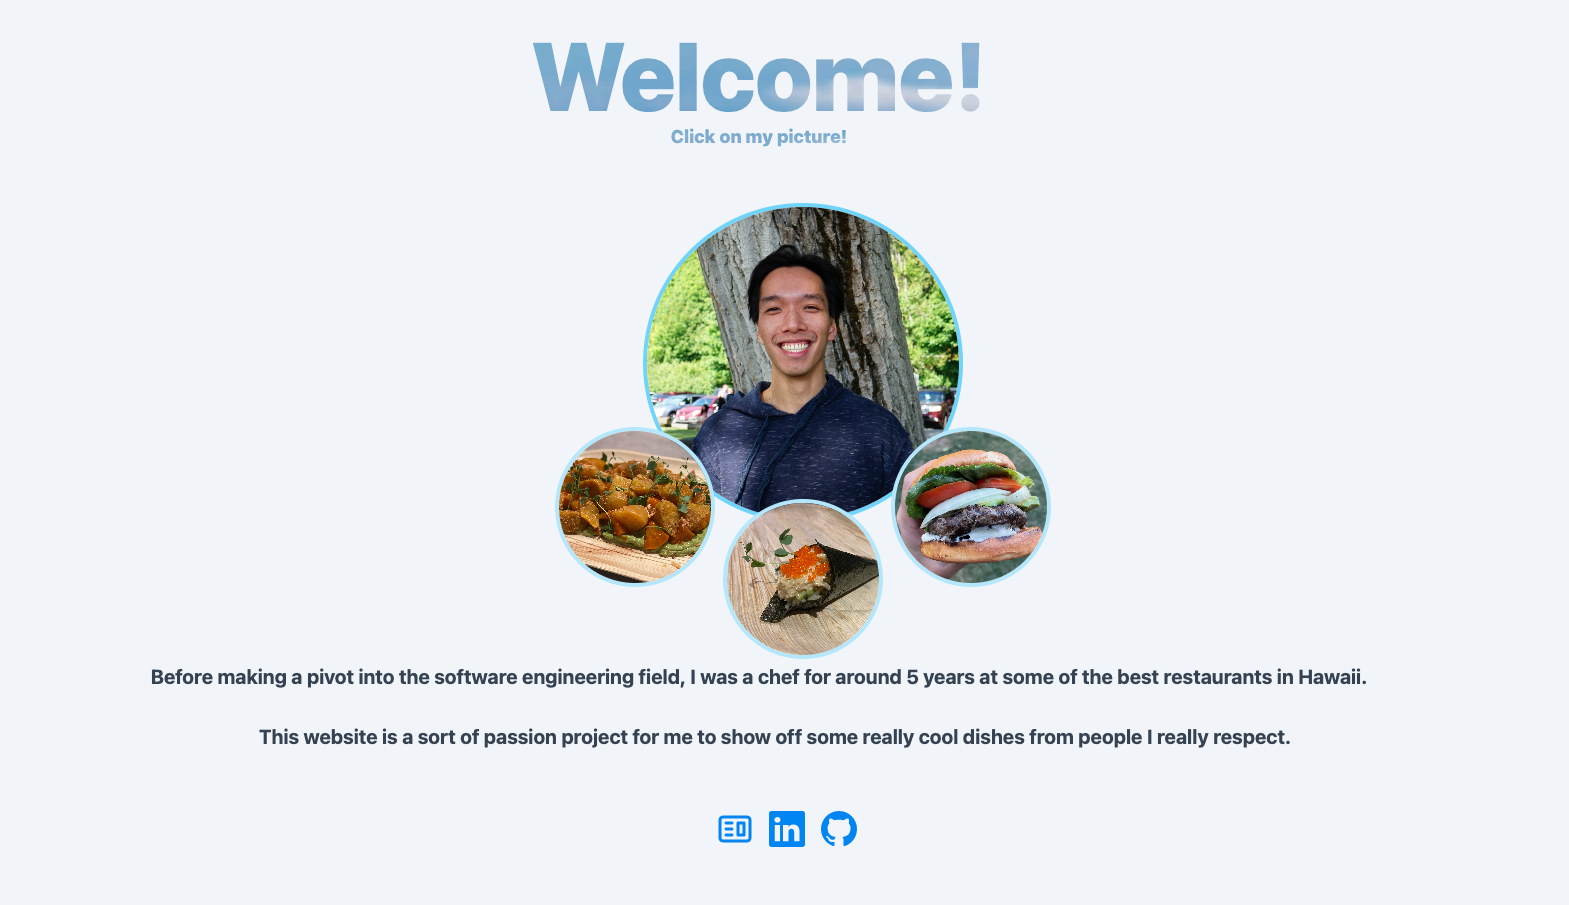 Welcome!
Click on my picture!
Before making a pivot into the software engineering field, I was a chef for around 5 years at some of the best restaurants in Hawaii.
This website is a sort of passion project for me to show off some really cool dishes from people I really respect.
in